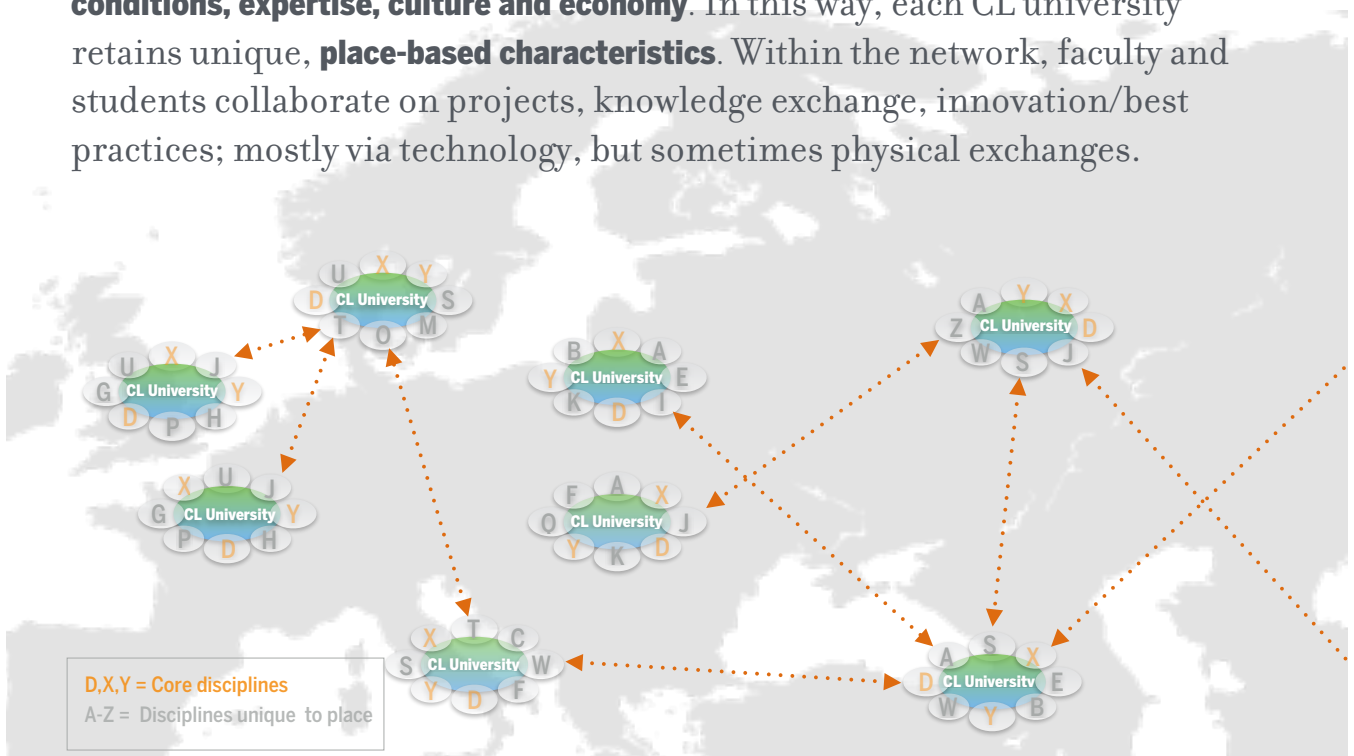 conditions, expertise, culture and economy. In this way, each CL university
retains unique, place-based characteristics. Within the network, faculty and
students collaborate on projects, knowledge exchange, innovation/best
practices; mostly via technology, but sometimes physical exchanges.
U X Y
D CL University S
T O M
A Y X
Z CL University D
W S J
U X J
G CL University Y
D P H
B X A
Y CL University E
K D I
X U J
G CL University Y
P D H
F A X
Q CL University J
Y K D
X T C
S CL University W
Y D F
A S X
D CL University E
W Y B
D,X,Y = Core disciplines
A-Z = Disciplines unique to place